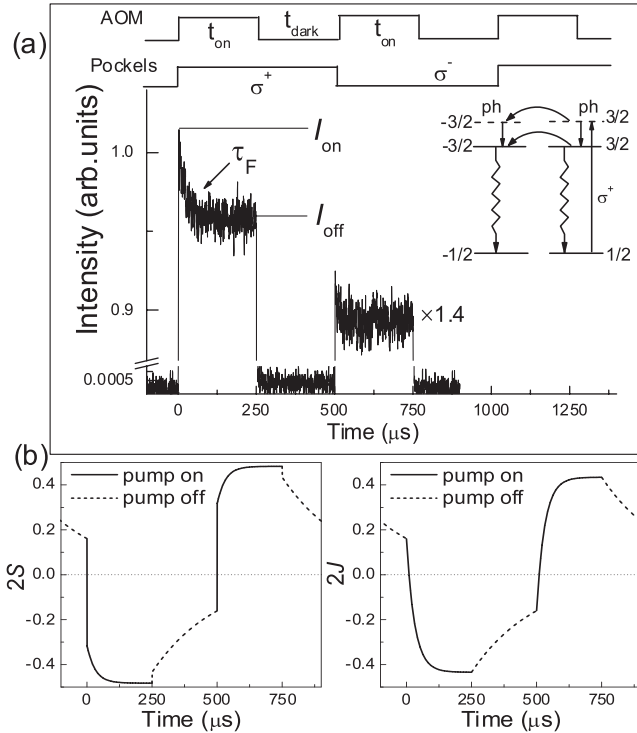 AOM
t_on
t_dark
t_on
(a)
Pockels
σ⁺
σ⁻
I_on
τ_F
I_off
×1.4
ph
ph
-3/2
3/2
-3/2
3/2
σ⁺
-1/2
1/2
Intensity (arb.units)
1.0
0.9
0.0005
0
250
500
750
1000
1250
Time (μs)
(b)
pump on
pump off
2S
0.4
0.2
0.0
-0.2
-0.4
0
250
500
750
Time (μs)
pump on
pump off
2J
0.4
0.2
0.0
-0.2
-0.4
0
250
500
750
Time (μs)